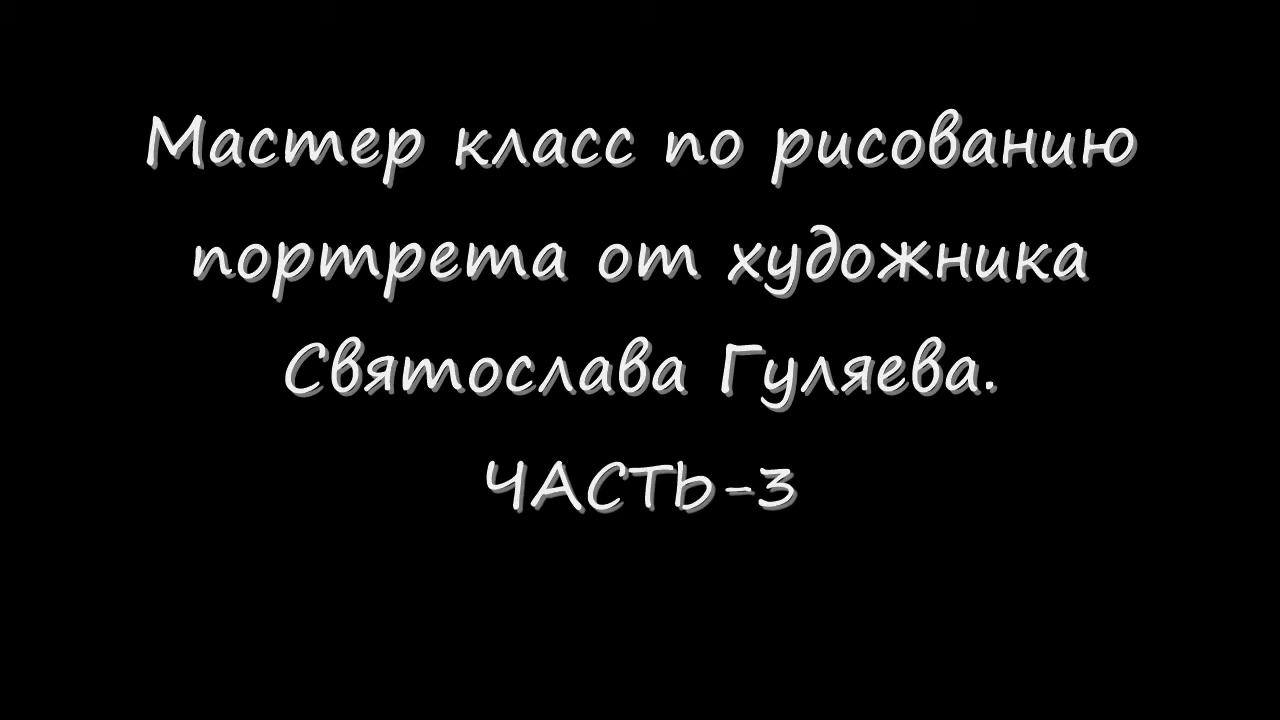 Мастер класс по рисованию
портрета от художника
Святослава Гуляева.
ЧАСТЬ-3